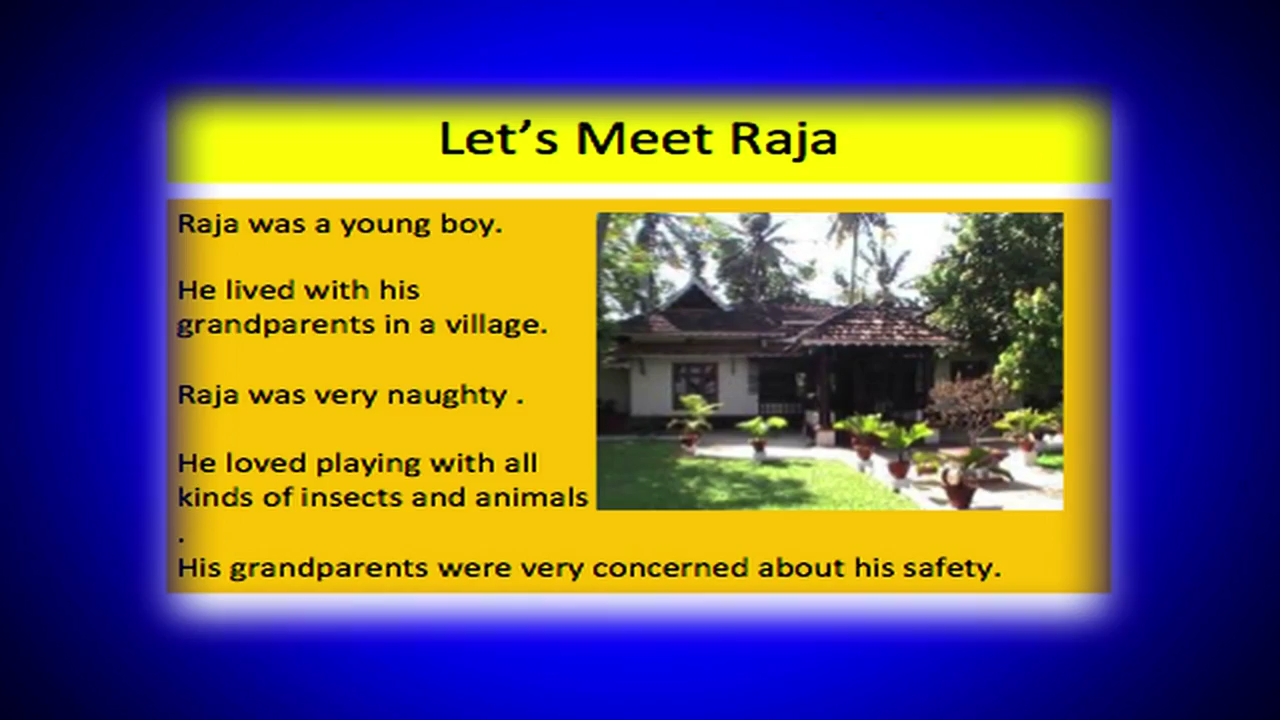 Let's Meet Raja
Raja was a young boy.
He lived with his
grandparents in a village.
Raja was very naughty .
He loved playing with all
kinds of insects and animals
.
His grandparents were very concerned about his safety.